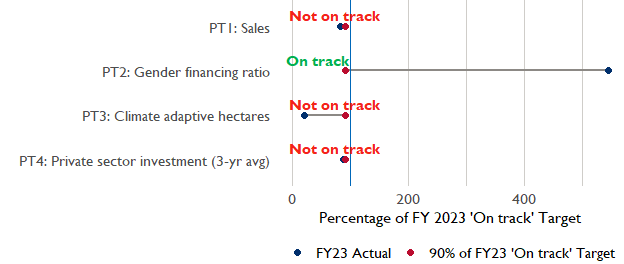 Not on track
PT1: Sales
On track
PT2: Gender financing ratio
Not on track
PT3: Climate adaptive hectares
Not on track
PT4: Private sector investment (3-yr avg)
0 200 400
Percentage of FY 2023 'On track' Target
FY23 Actual 90% of FY23 'On track' Target